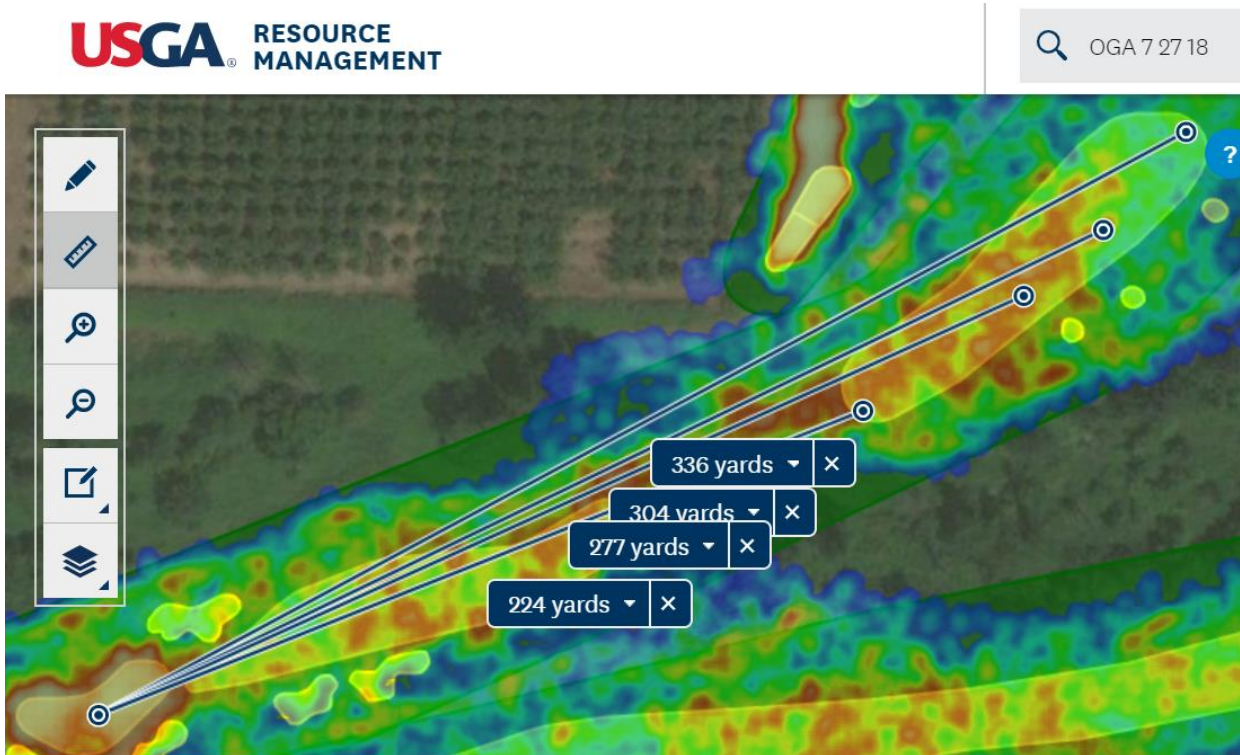 USGA®
RESOURCE
MANAGEMENT
OGA 7 27 18
?
336 yards
304 yards
277 yards
224 yards